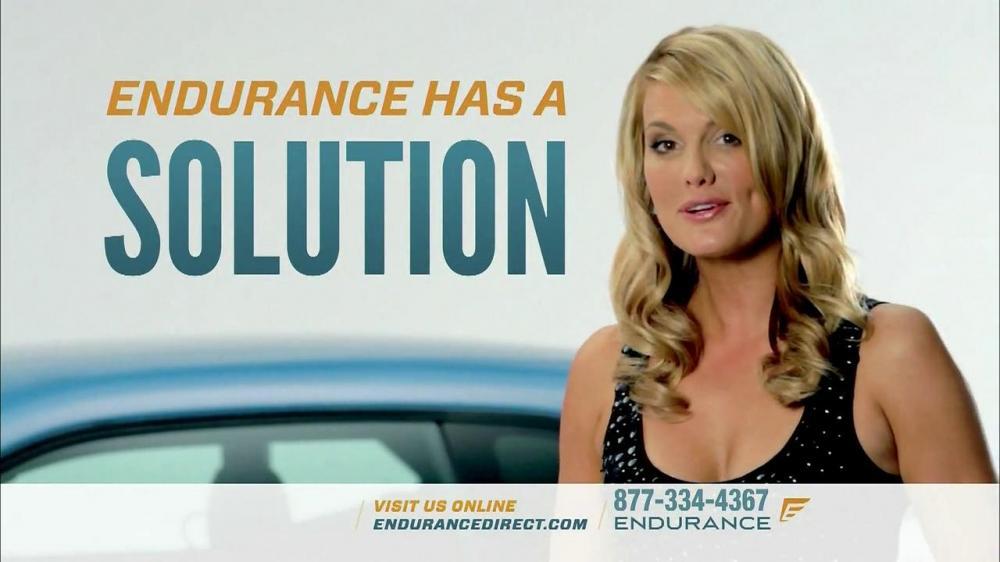 ENDURANCE HAS A
SOLUTION
VISIT US ONLINE
ENDURANCEDIRECT.COM
877-334-4367
ENDURANCE